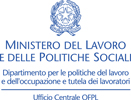 MINISTERO DEL LAVORO
E DELLE POLITICHE SOCIALI
Dipartimento per le politiche del lavoro
e dell'occupazione e tutela dei lavoratori
Ufficio Centrale OFPL